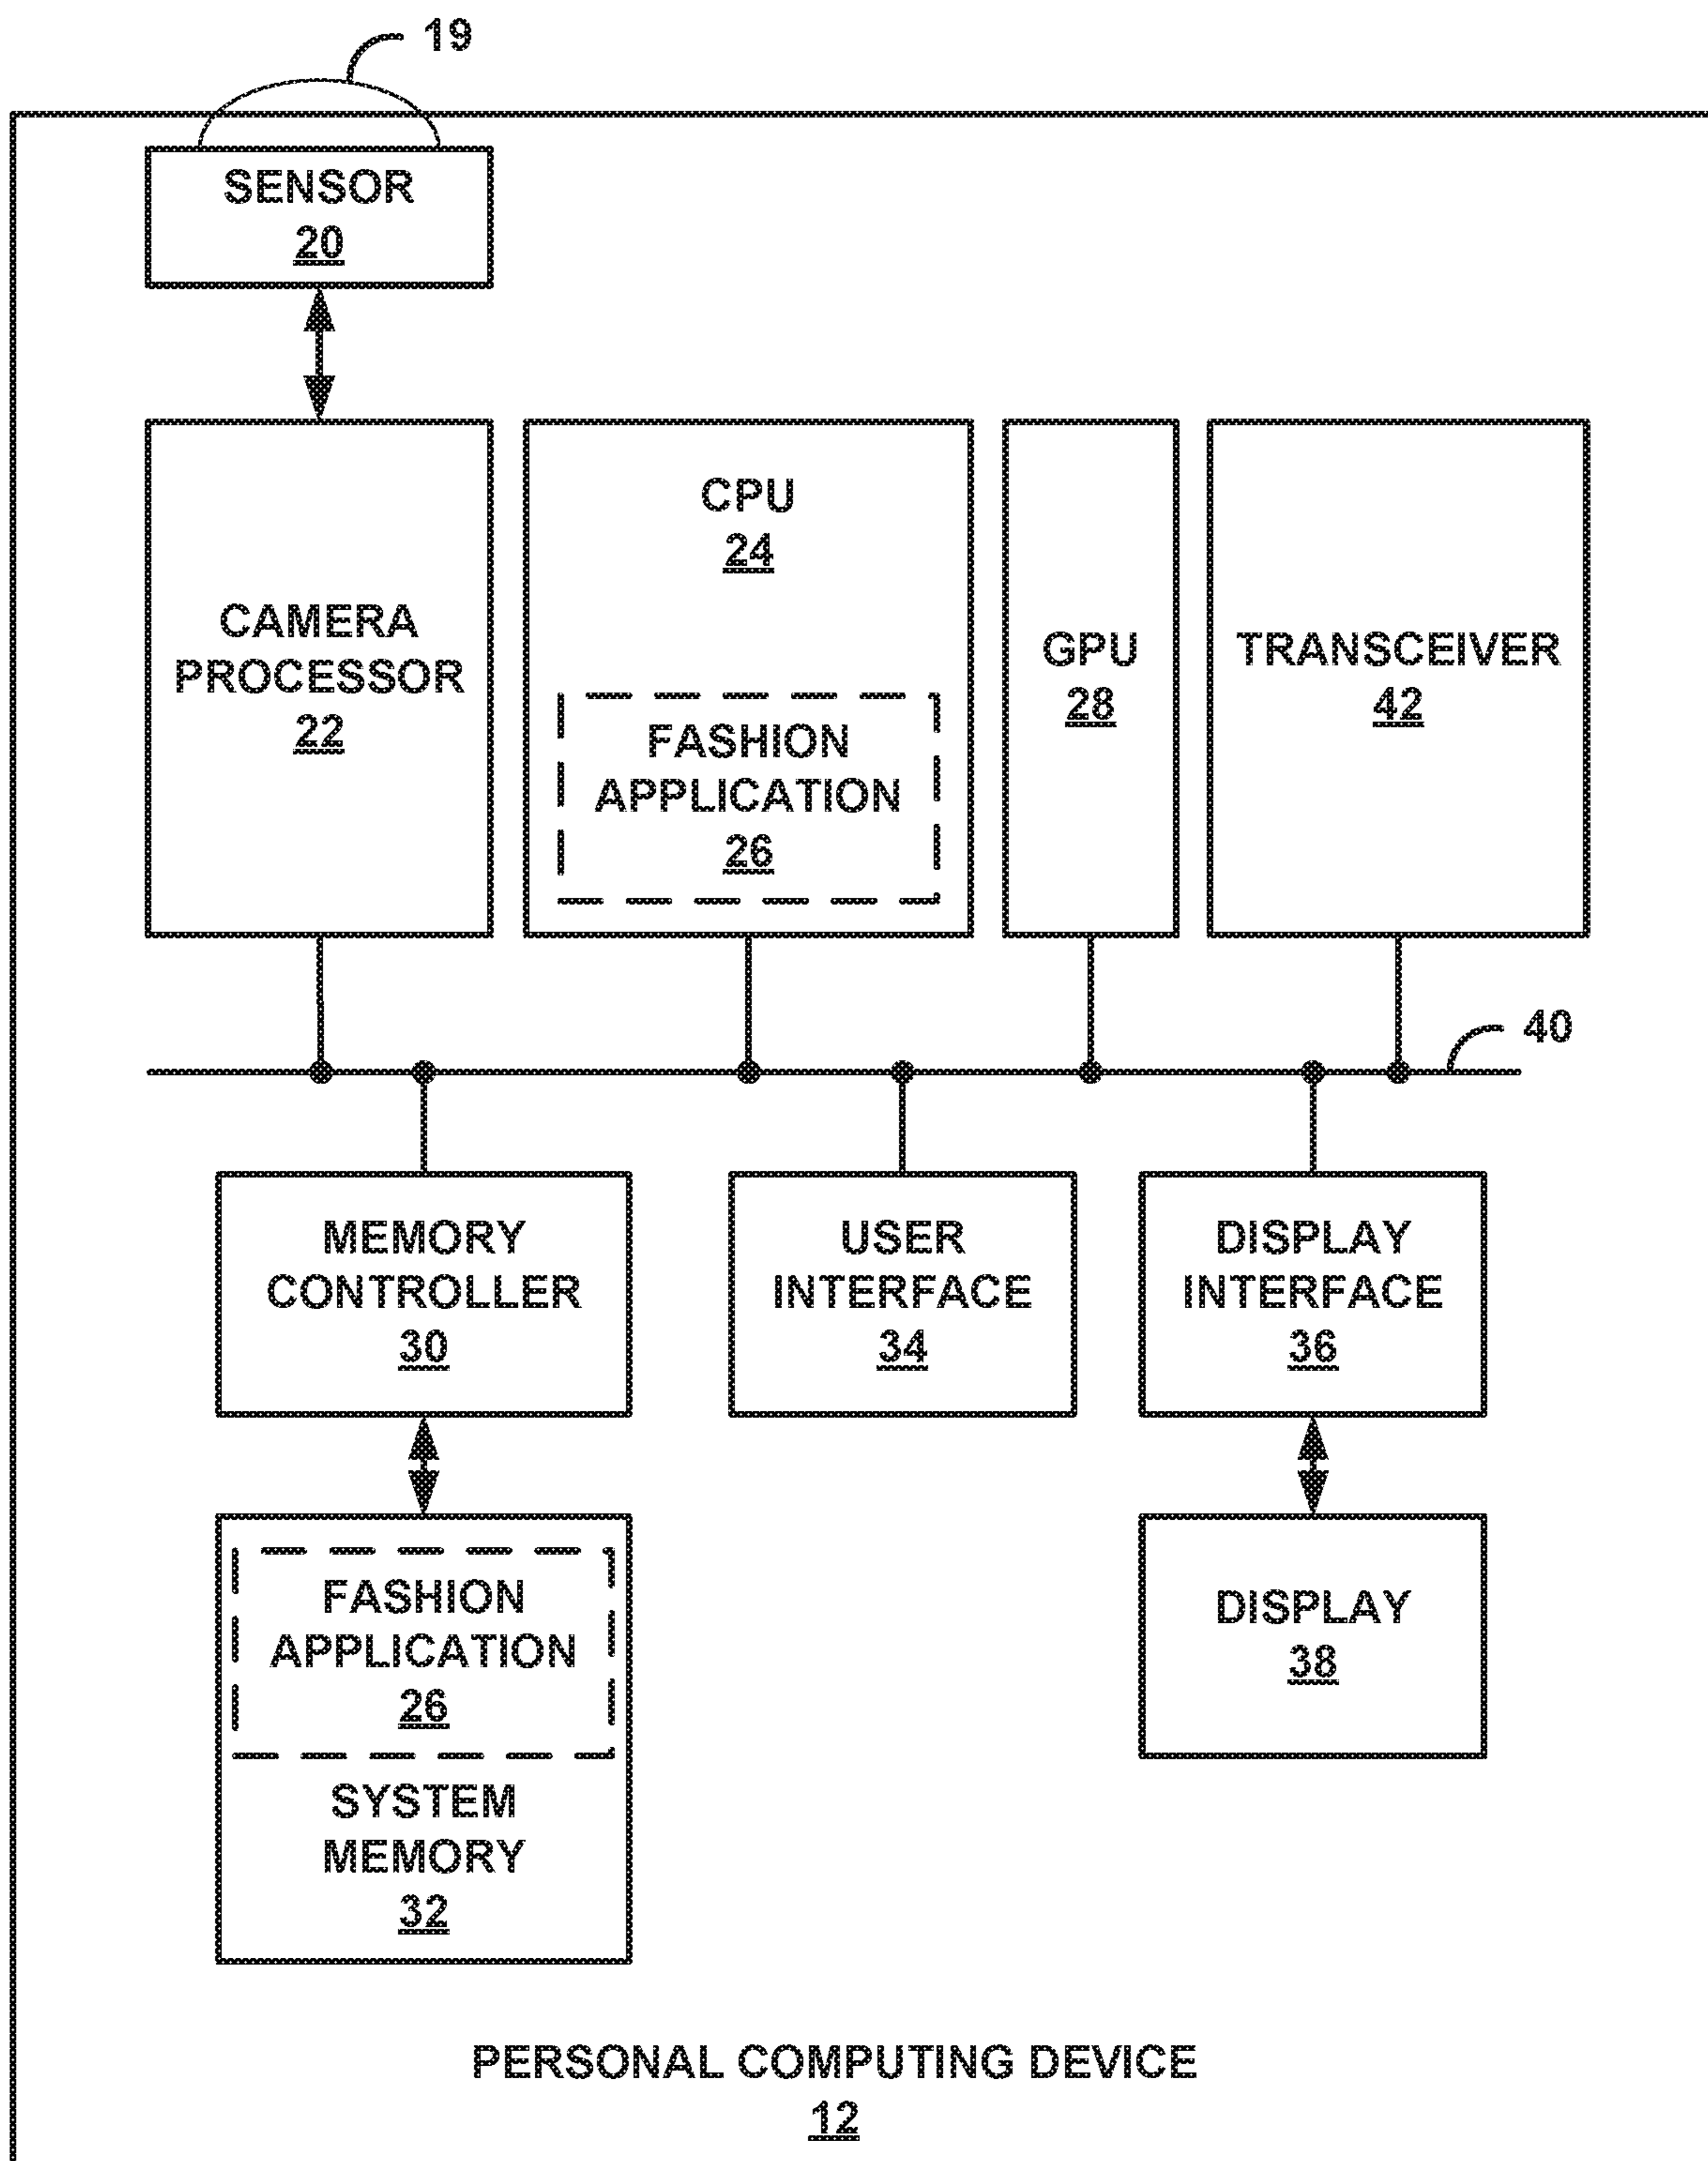 19
SENSOR
20
CAMERA
PROCESSOR
22
CPU
24
FASHION
APPLICATION
26
GPU
28
TRANSCEIVER
42
40
MEMORY
CONTROLLER
30
USER
INTERFACE
34
DISPLAY
INTERFACE
36
FASHION
APPLICATION
26
SYSTEM
MEMORY
32
DISPLAY
38
PERSONAL COMPUTING DEVICE
12